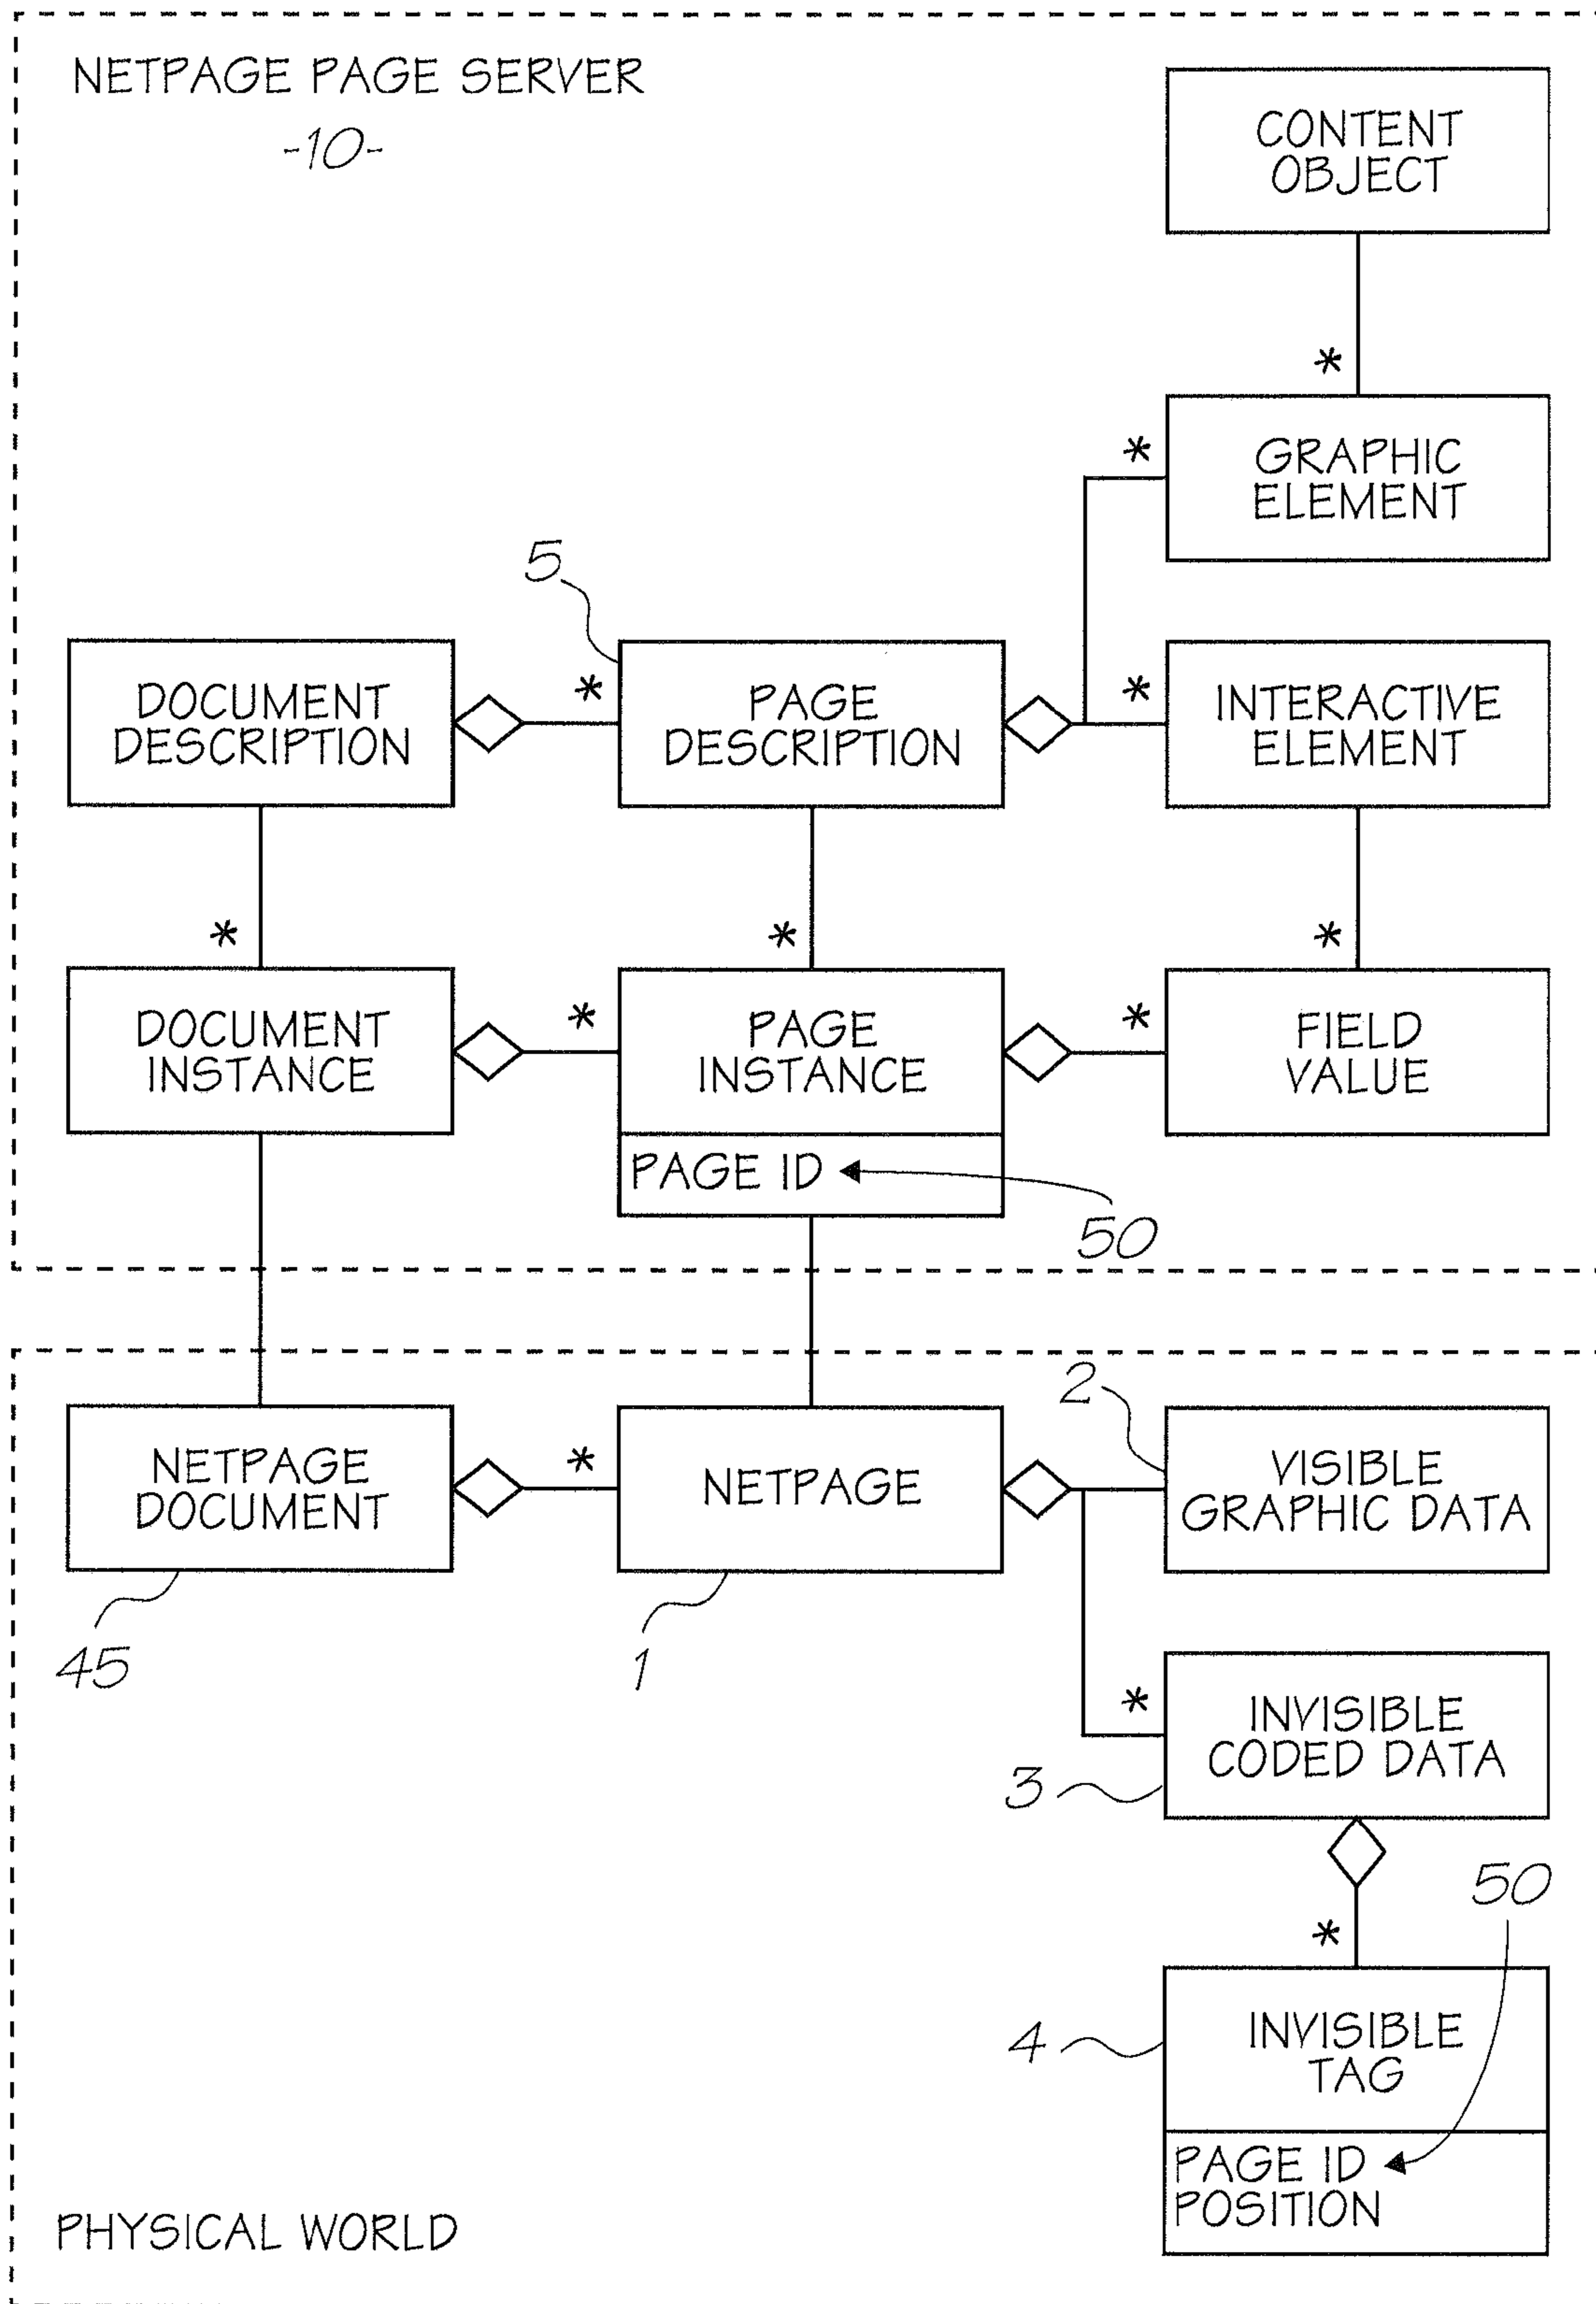 NETPAGE PAGE SERVER
-10-
CONTENT
OBJECT
*
*
GRAPHIC
ELEMENT
5
DOCUMENT
DESCRIPTION
*
PAGE
DESCRIPTION
*
INTERACTIVE
ELEMENT
*
*
*
DOCUMENT
INSTANCE
*
PAGE
INSTANCE
*
FIELD
VALUE
PAGE ID
50
2
NETPAGE
DOCUMENT
*
NETPAGE
VISIBLE
GRAPHIC DATA
45
1
*
INVISIBLE
CODED DATA
3
50
*
4
INVISIBLE
TAG
PAGE ID
POSITION
PHYSICAL WORLD